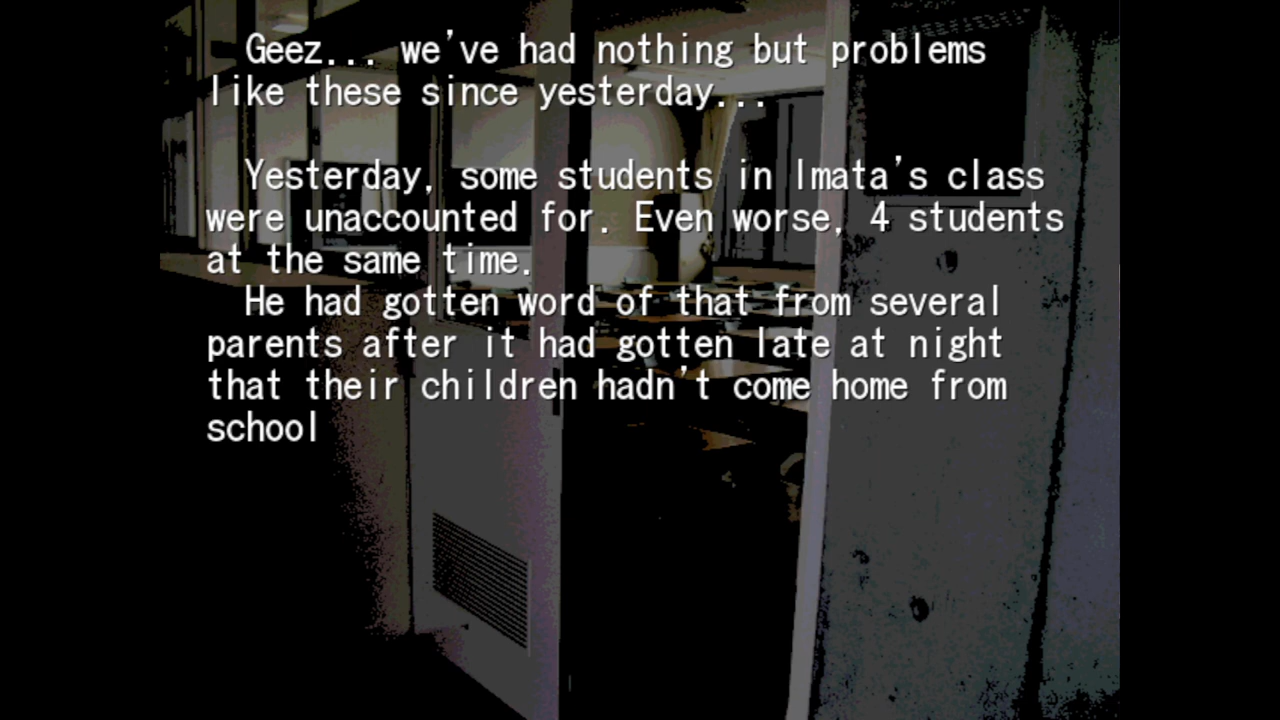 Geez... we've had nothing but problems
like these since yesterday...
Yesterday, some students in Imata's class
were unaccounted for. Even worse, 4 students
at the same time.
He had gotten word of that from several
parents after it had gotten late at night
that their children hadn't come home from
school